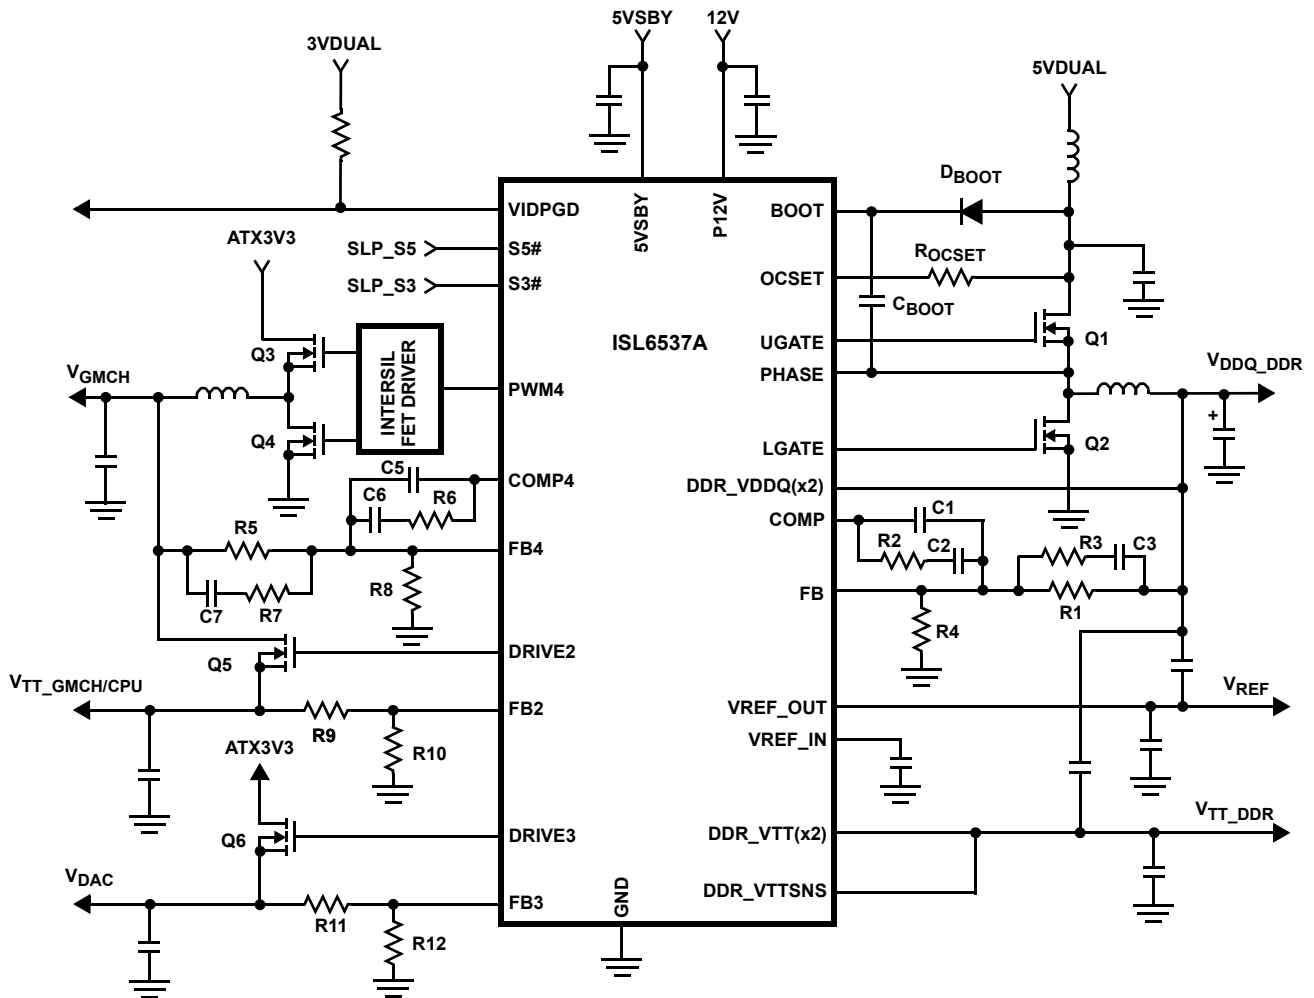 5VSBY
12V
3VDUAL
5VDUAL
5VSBY
P12V
VIDPGD
BOOT
DBOOT
ATX3V3
SLP_S5
S5#
OCSET
ROCSET
SLP_S3
S3#
CBOOT
ISL6537A
Q3
INTERSIL
FET DRIVER
UGATE
Q1
VGMCH
PWM4
PHASE
VDDQ_DDR
+
Q4
LGATE
Q2
C5
COMP4
DDR_VDDQ(x2)
C6
R6
COMP
C1
R2
C2
R3
C3
R5
FB4
FB
R1
C7
R7
R8
R4
Q5
DRIVE2
VTT_GMCH/CPU
FB2
VREF_OUT
VREF
R9
R10
VREF_IN
ATX3V3
Q6
DRIVE3
DDR_VTT(x2)
VTT_DDR
VDAC
FB3
DDR_VTTSNS
GND
R11
R12